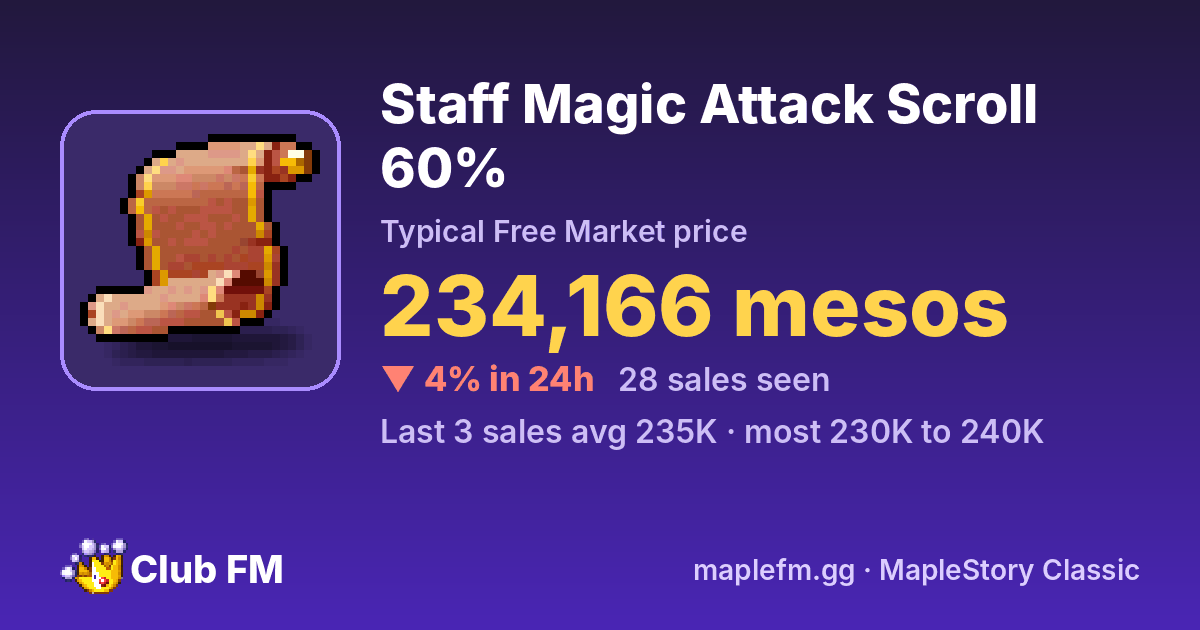 Staff Magic Attack Scroll
60%
Typical Free Market price
234,166 mesos
▼ 4% in 24h 28 sales seen
Last 3 sales avg 235K · most 230K to 240K
Club FM
maplefm.gg · MapleStory Classic